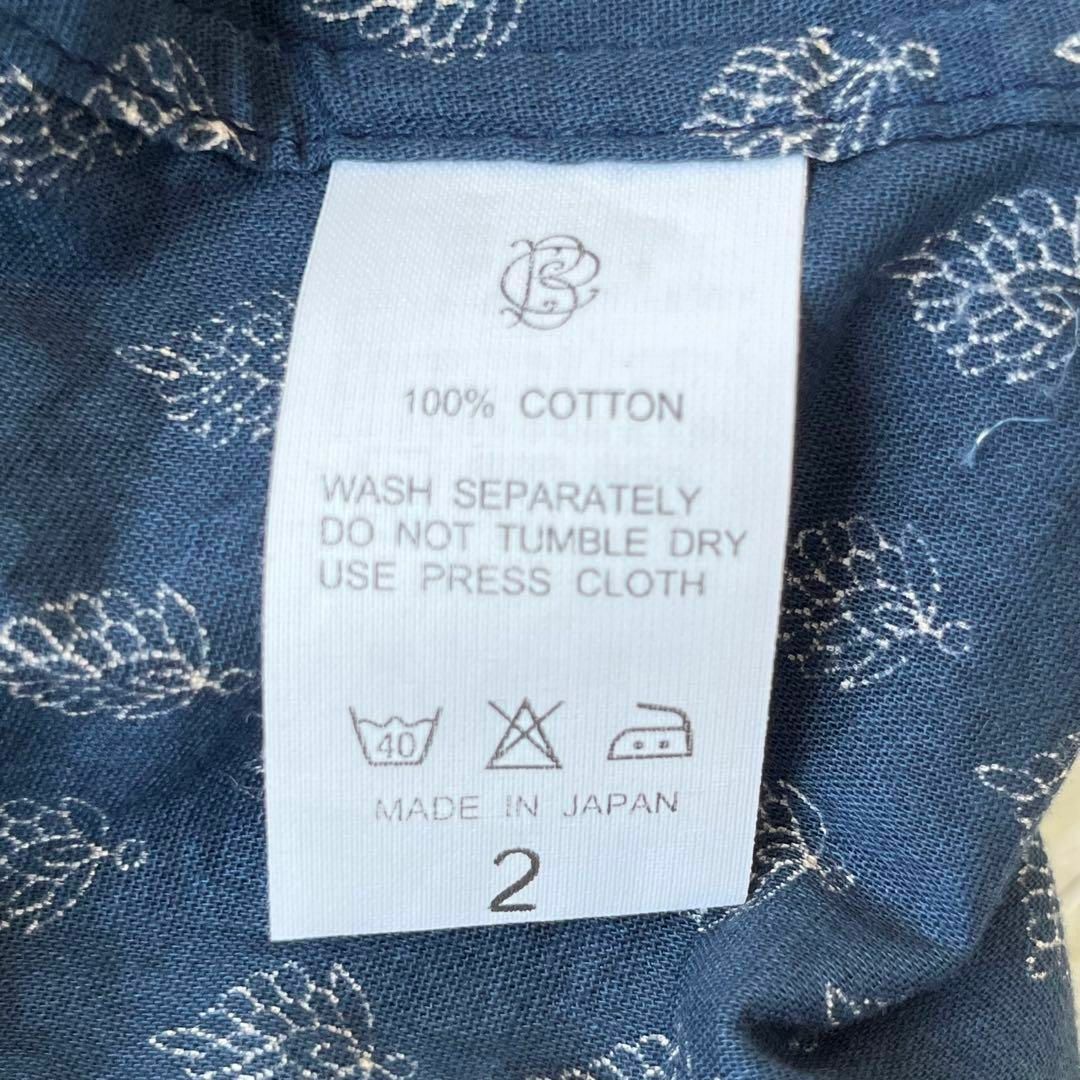 100% COTTON
WASH SEPARATELY
DO NOT TUMBLE DRY
USE PRESS CLOTH
40
MADE IN JAPAN
2